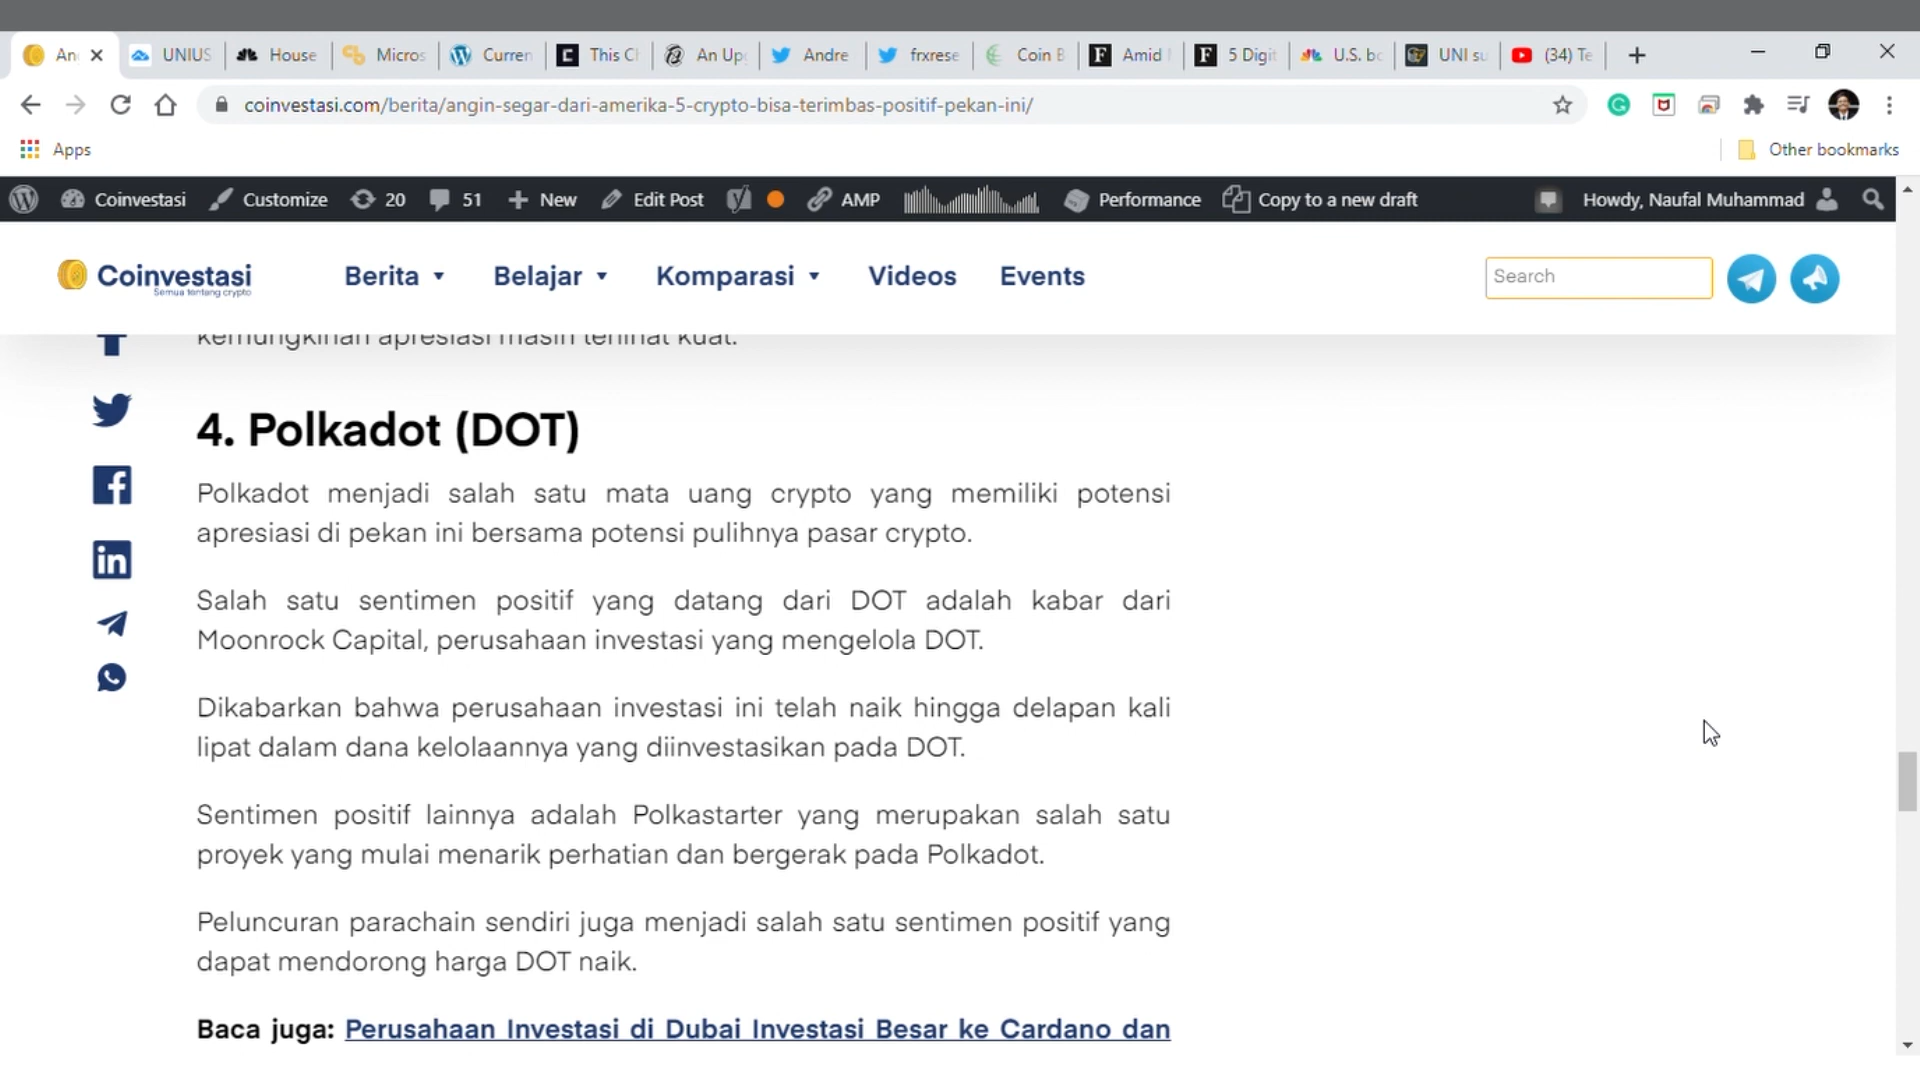 An
UNIUS
House
Micros
Curren
This Cl
An Up
Andre
frxrese
Coin B
Amid
5 Digit
U.S. bo
UNI su
(34) Te
coinvestasi.com/berita/angin-segar-dari-amerika-5-crypto-bisa-terimbas-positif-pekan-ini/
Apps
Other bookmarks
Coinvestasi
Customize
20
51
New
Edit Post
AMP
Performance
Copy to a new draft
Howdy, Naufal Muhammad
Coinvestasi
Semua tentang crypto
Berita
Belajar
Komparasi
Videos
Events
Search
kemungkinan apresiasi masih terlihat kuat.
4. Polkadot (DOT)
Polkadot menjadi salah satu mata uang crypto yang memiliki potensi
apresiasi di pekan ini bersama potensi pulihnya pasar crypto.
Salah satu sentimen positif yang datang dari DOT adalah kabar dari
Moonrock Capital, perusahaan investasi yang mengelola DOT.
Dikabarkan bahwa perusahaan investasi ini telah naik hingga delapan kali
lipat dalam dana kelolaannya yang diinvestasikan pada DOT.
Sentimen positif lainnya adalah Polkastarter yang merupakan salah satu
proyek yang mulai menarik perhatian dan bergerak pada Polkadot.
Peluncuran parachain sendiri juga menjadi salah satu sentimen positif yang
dapat mendorong harga DOT naik.
Baca juga: Perusahaan Investasi di Dubai Investasi Besar ke Cardano dan